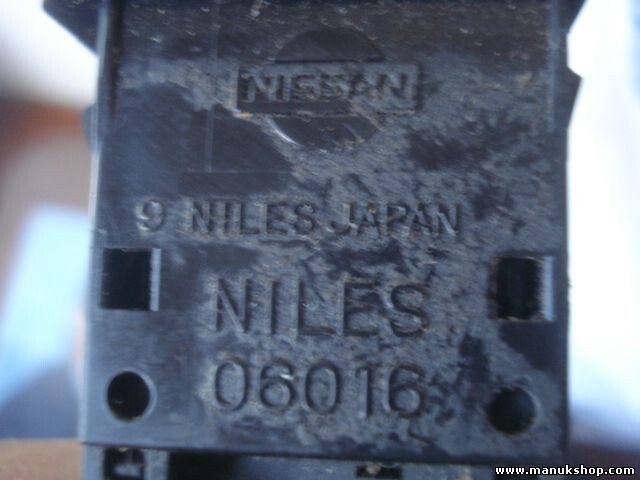 NISSAN
9 NILES JAPAN
NILES
06016
www.manukshop.com